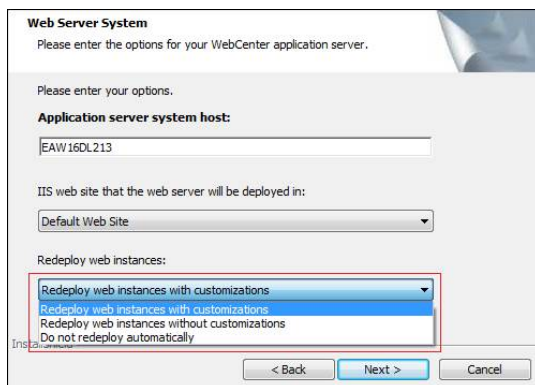 Web Server System
Please enter the options for your WebCenter application server.
Please enter your options.
Application server system host:
EAW16DL213
IIS web site that the web server will be deployed in:
Default Web Site
Redeploy web instances:
Redeploy web instances with customizations
Redeploy web instances with customizations
Redeploy web instances without customizations
Do not redeploy automatically
InstallShield
< Back
Next >
Cancel